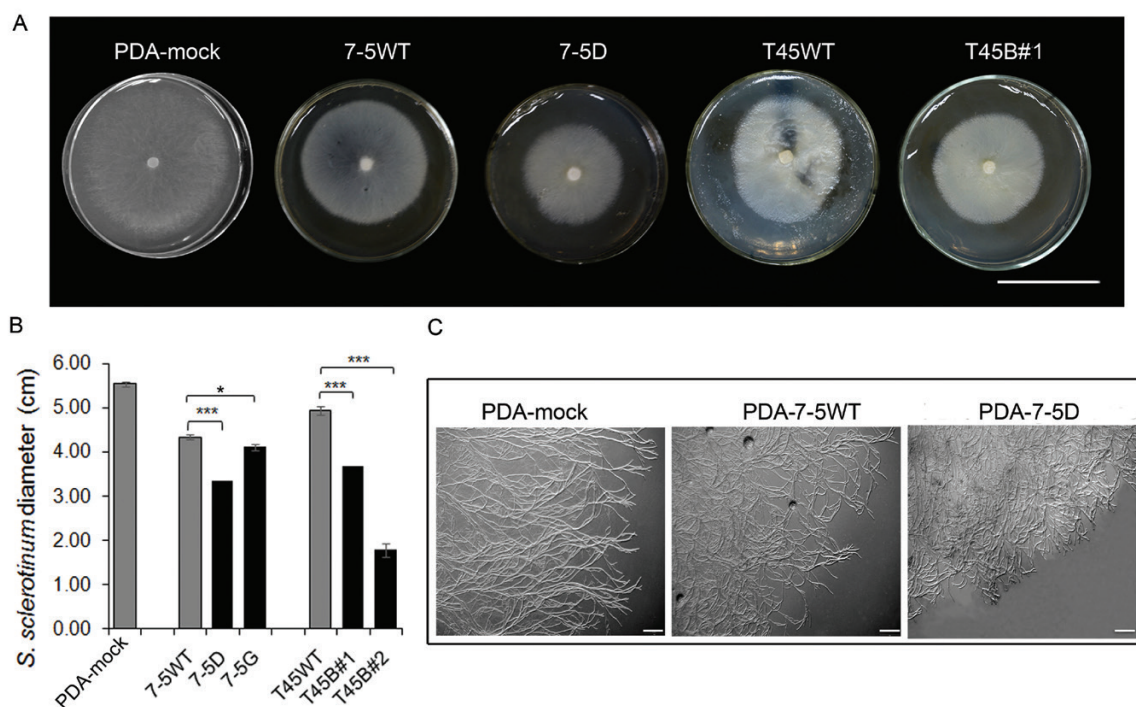 A
PDA-mock 7-5WT 7-5D T45WT T45B#1
B
S. sclerotinum diameter (cm)
6.00
5.00
4.00
3.00
2.00
1.00
0.00
***
*
***
***
PDA-mock 7-5WT 7-5D 7-5G T45WT T45B#1 T45B#2
C
PDA-mock PDA-7-5WT PDA-7-5D